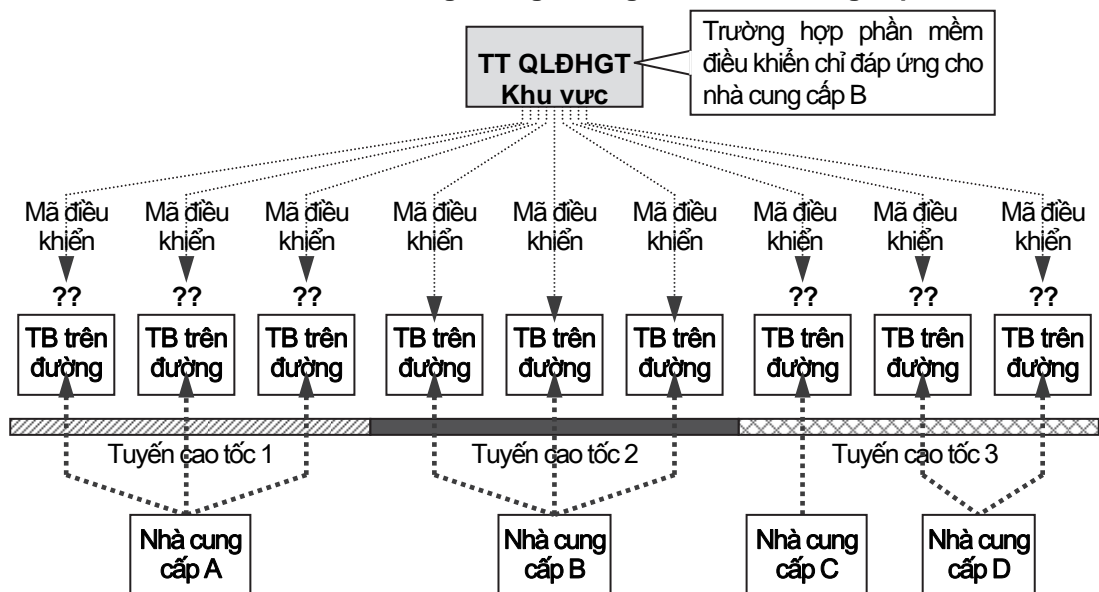 TT QLĐHGT
Khu vực
Trường hợp phần mềm
điều khiển chỉ đáp ứng cho
nhà cung cấp B
Mã điều
khiển
Mã điều
khiển
Mã điều
khiển
Mã điều
khiển
Mã điều
khiển
Mã điều
khiển
Mã điều
khiển
Mã điều
khiển
Mã điều
khiển
??
??
??
??
??
??
TB trên
đường
TB trên
đường
TB trên
đường
TB trên
đường
TB trên
đường
TB trên
đường
TB trên
đường
TB trên
đường
TB trên
đường
Tuyến cao tốc 1
Tuyến cao tốc 2
Tuyến cao tốc 3
Nhà cung
cấp A
Nhà cung
cấp B
Nhà cung
cấp C
Nhà cung
cấp D